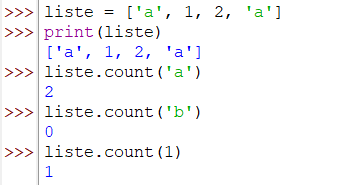 >>> liste = ['a', 1, 2, 'a']
>>> print(liste)
['a', 1, 2, 'a']
>>> liste.count('a')
2
>>> liste.count('b')
0
>>> liste.count(1)
1